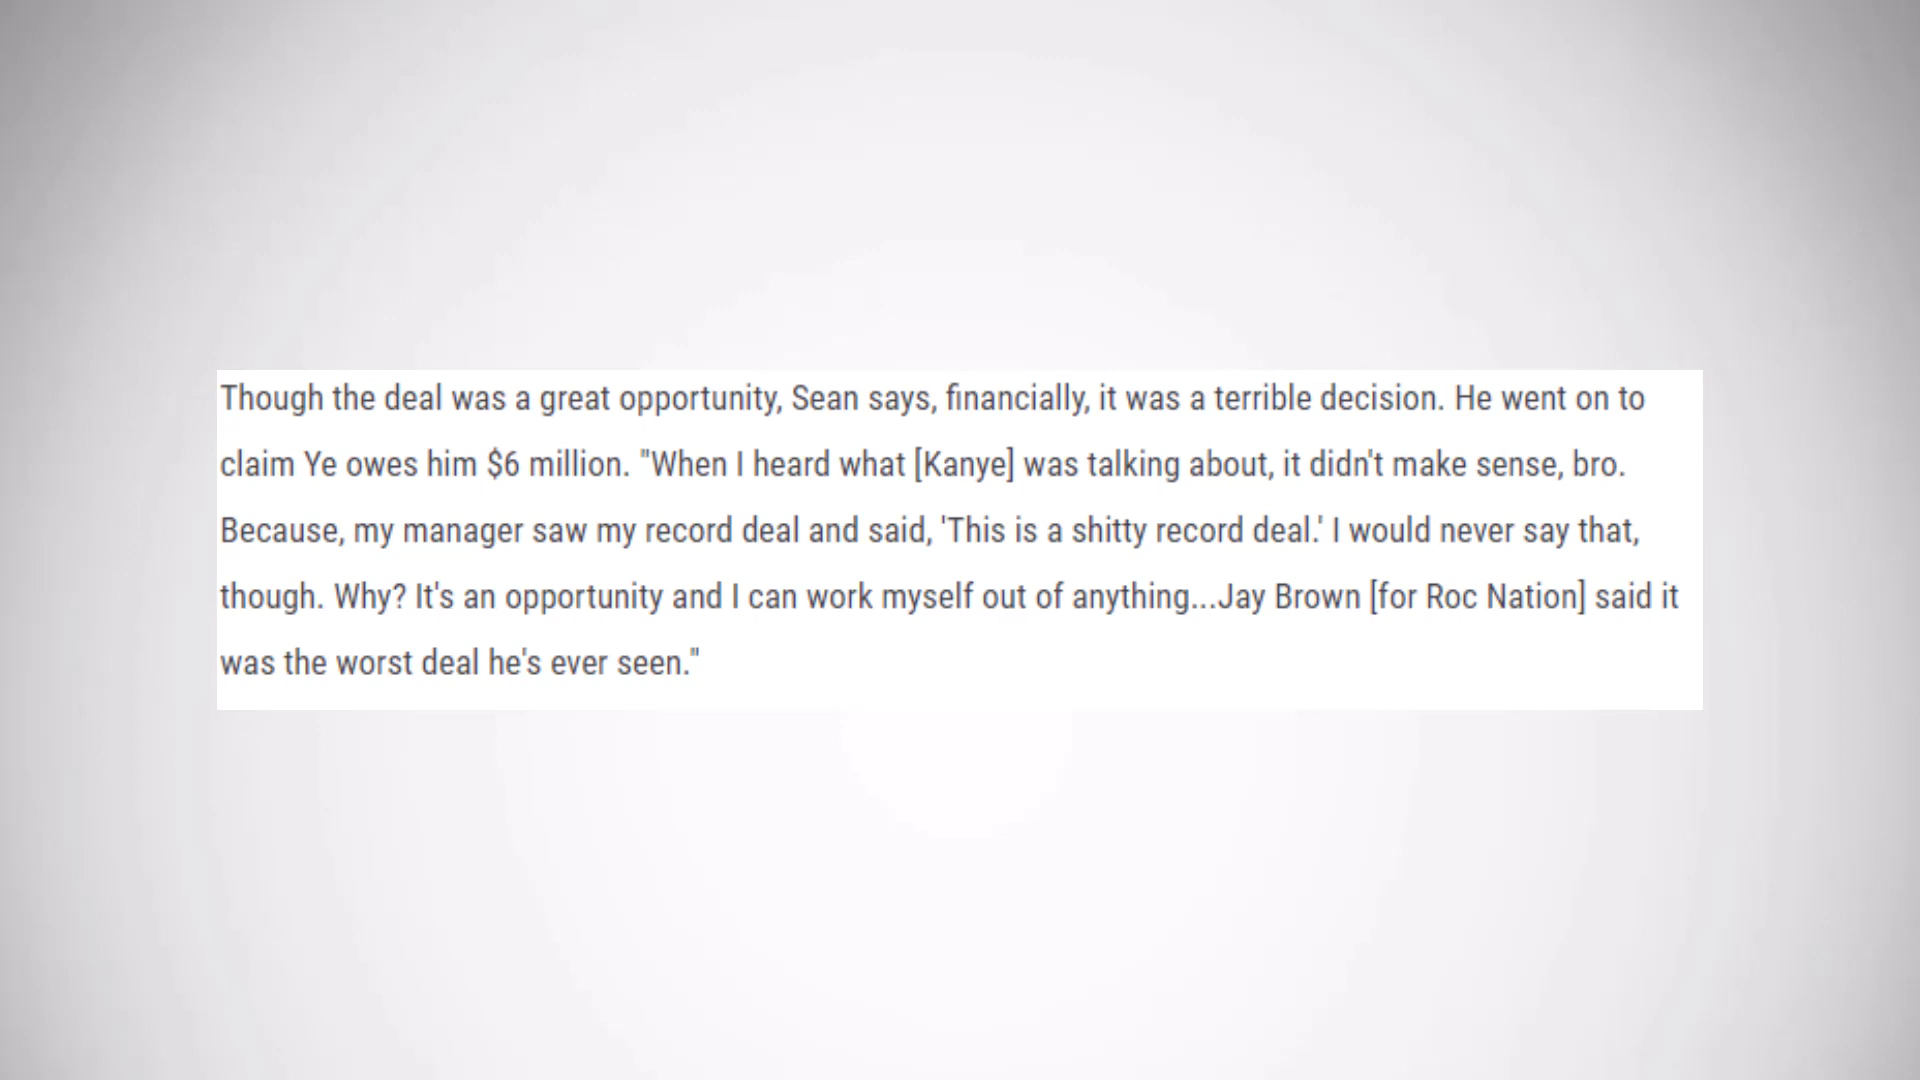 Though the deal was a great opportunity, Sean says, financially, it was a terrible decision. He went on to
claim Ye owes him $6 million. "When I heard what [Kanye] was talking about, it didn't make sense, bro.
Because, my manager saw my record deal and said, 'This is a shitty record deal.' I would never say that,
though. Why? It's an opportunity and I can work myself out of anything...Jay Brown [for Roc Nation] said it
was the worst deal he's ever seen."